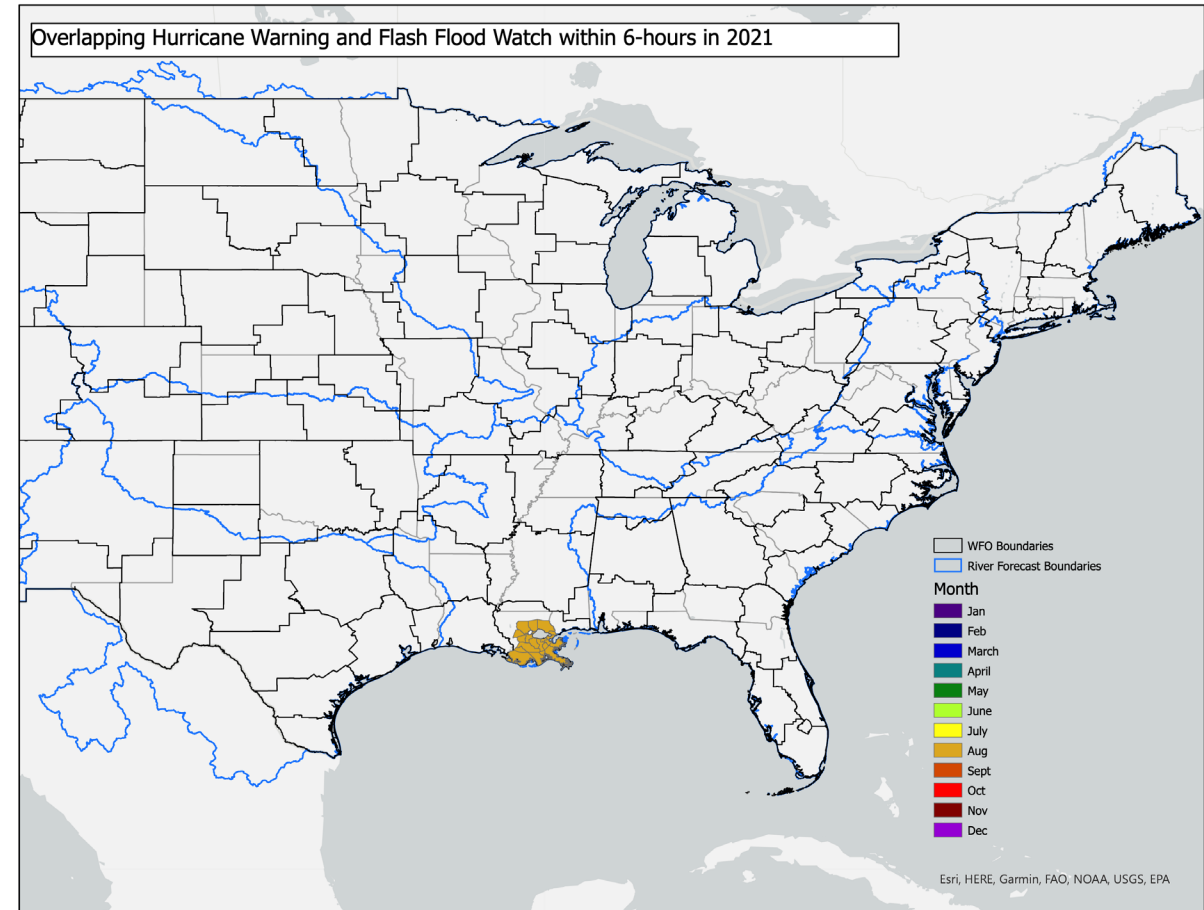 Overlapping Hurricane Warning and Flash Flood Watch within 6-hours in 2021
WFO Boundaries
River Forecast Boundaries
Month
Jan
Feb
March
April
May
June
July
Aug
Sept
Oct
Nov
Dec
Esri, HERE, Garmin, FAO, NOAA, USGS, EPA